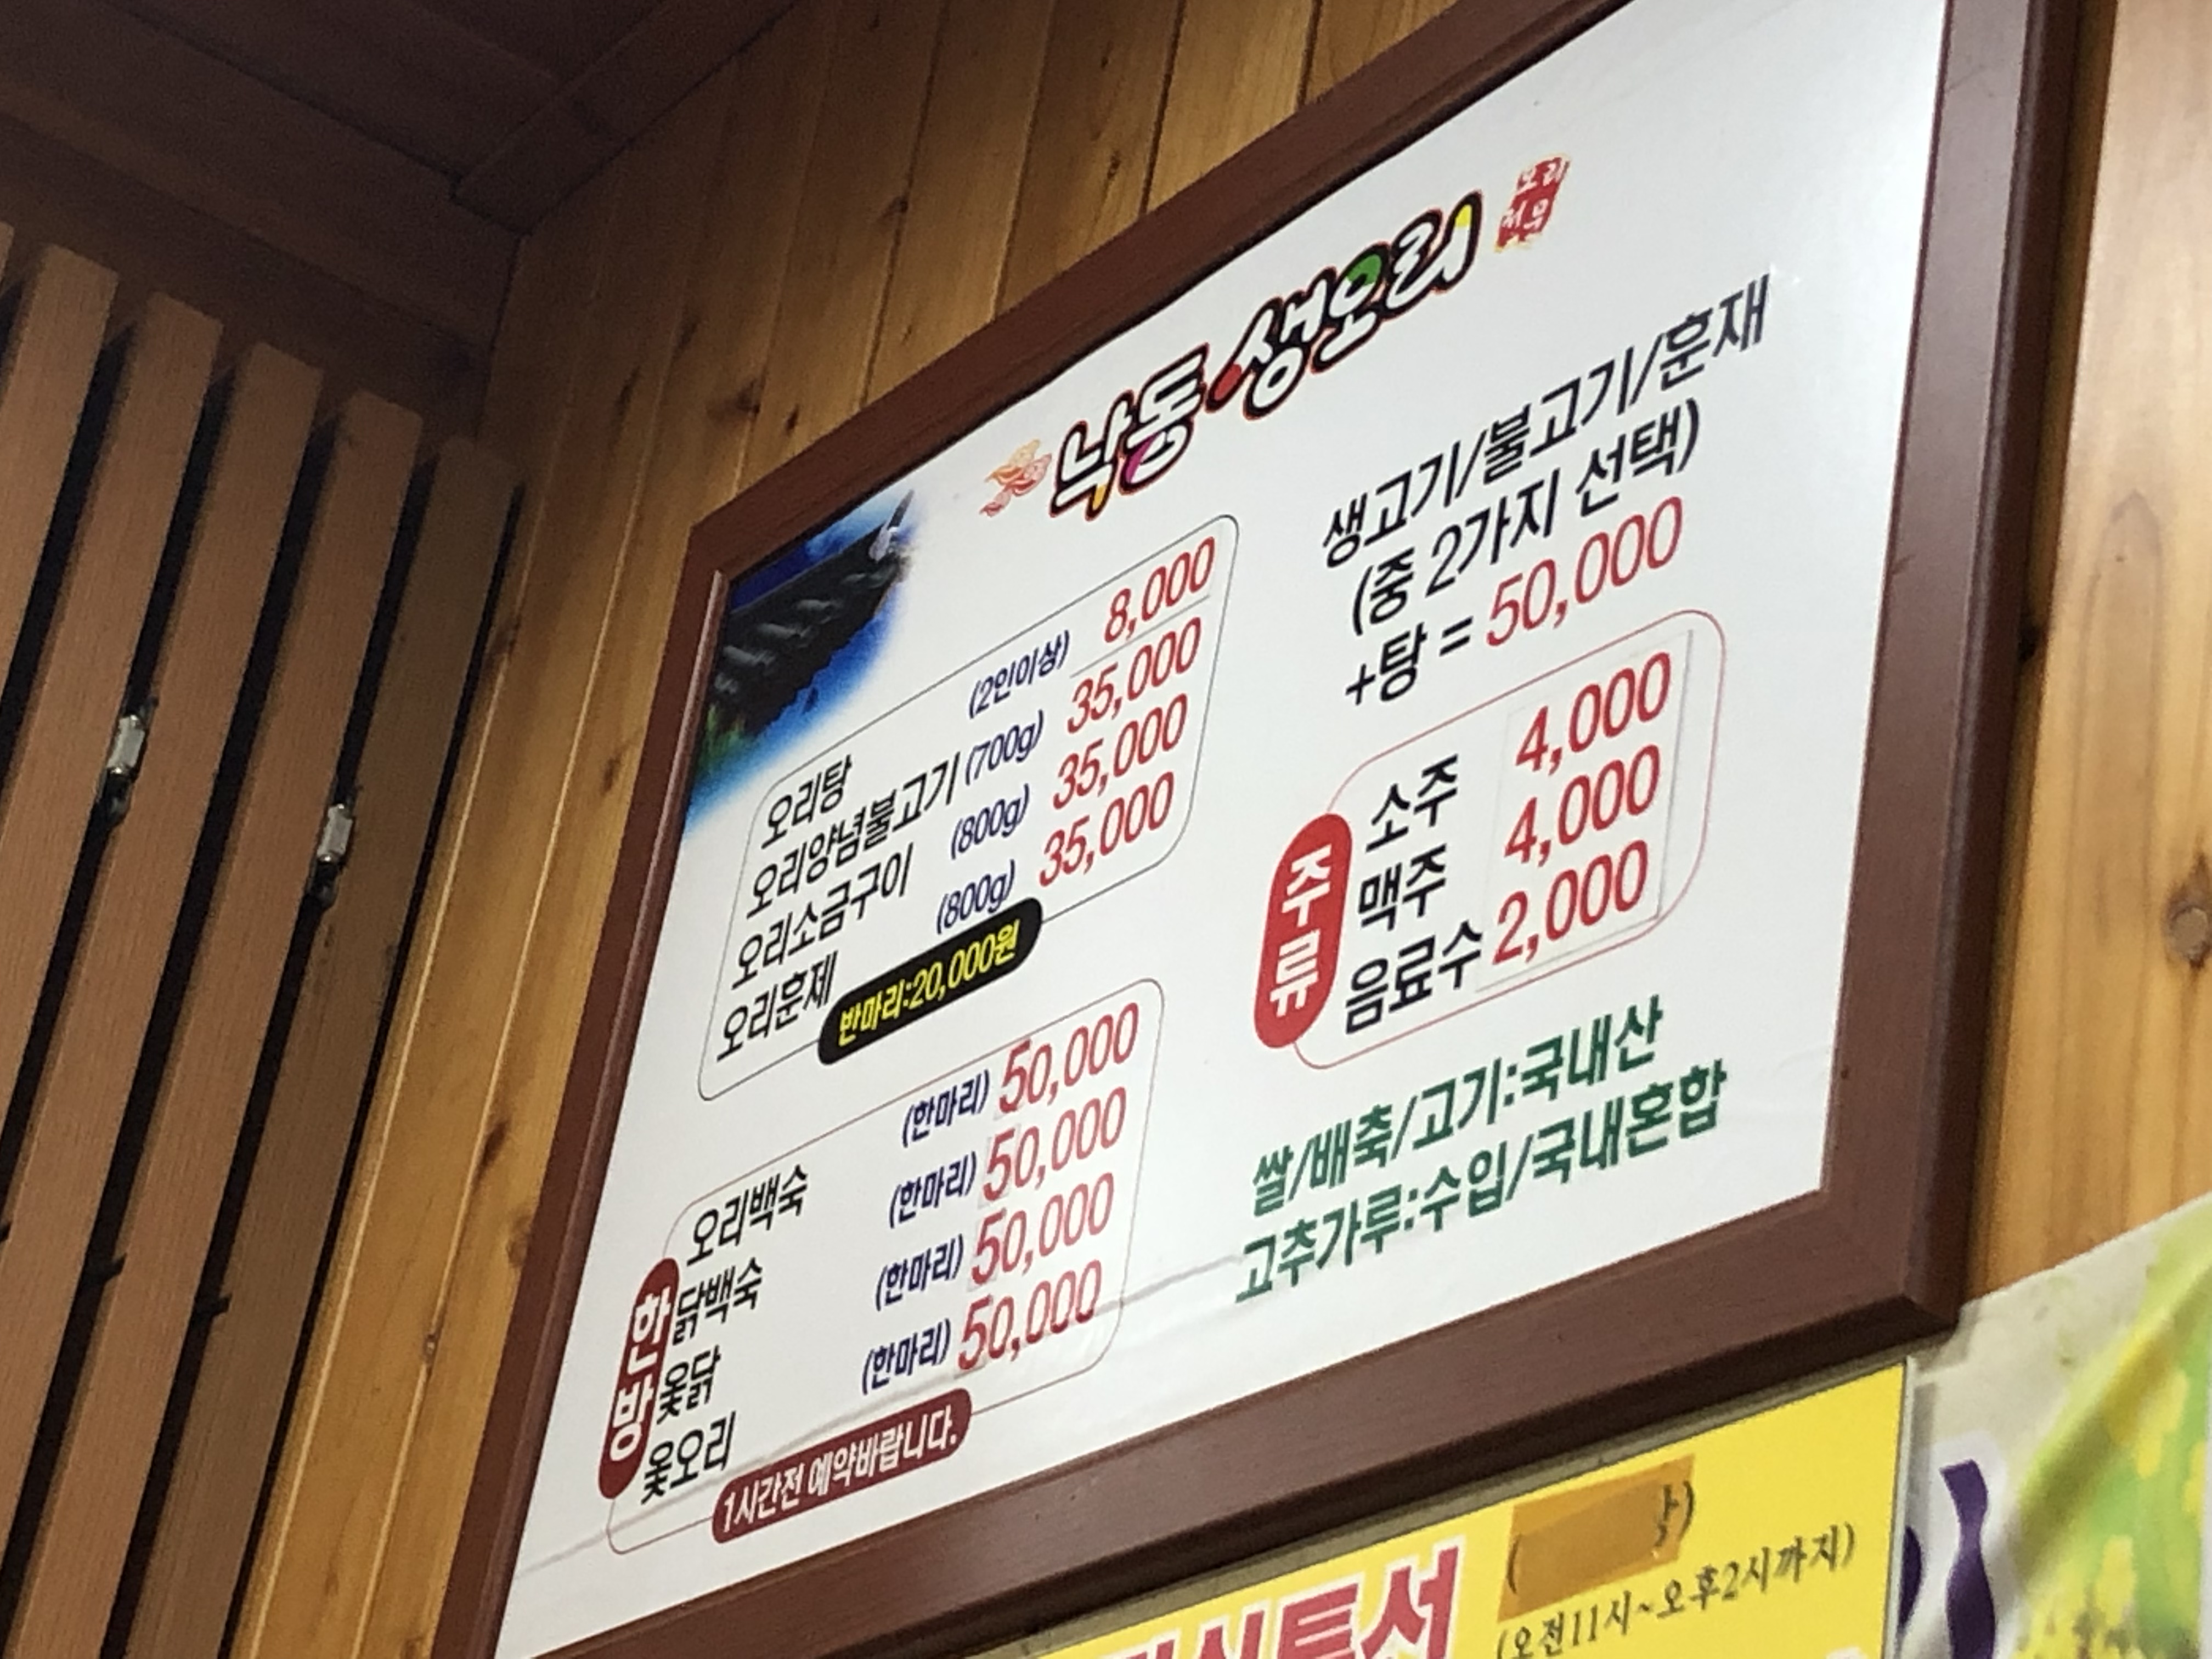 낙동 생오리
오리
전문
오리탕 (2인이상) 8,000
오리양념불고기 (700g) 35,000
오리소금구이 (800g) 35,000
오리훈제 (800g) 35,000
반마리:20,000원
한방
오리백숙 (한마리) 50,000
닭백숙 (한마리) 50,000
옻닭 (한마리) 50,000
옻오리 (한마리) 50,000
1시간전 예약바랍니다.
생고기/불고기/훈재
(중 2가지 선택)
+탕 = 50,000
주류
소주 4,000
맥주 4,000
음료수 2,000
쌀/배축/고기:국내산
고추가루:수입/국내혼합
(오전11시~오후2시까지)